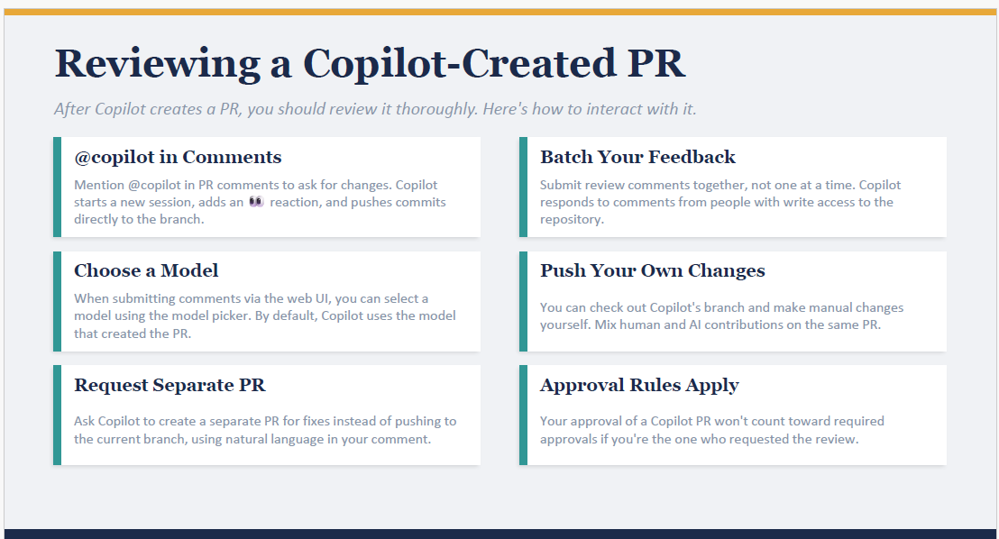 Reviewing a Copilot-Created PR
After Copilot creates a PR, you should review it thoroughly. Here's how to interact with it.
@copilot in Comments
Mention @copilot in PR comments to ask for changes. Copilot
starts a new session, adds an 👀 reaction, and pushes commits
directly to the branch.
Batch Your Feedback
Submit review comments together, not one at a time. Copilot
responds to comments from people with write access to the
repository.
Choose a Model
When submitting comments via the web UI, you can select a
model using the model picker. By default, Copilot uses the model
that created the PR.
Push Your Own Changes
You can check out Copilot's branch and make manual changes
yourself. Mix human and AI contributions on the same PR.
Request Separate PR
Ask Copilot to create a separate PR for fixes instead of pushing to
the current branch, using natural language in your comment.
Approval Rules Apply
Your approval of a Copilot PR won't count toward required
approvals if you're the one who requested the review.